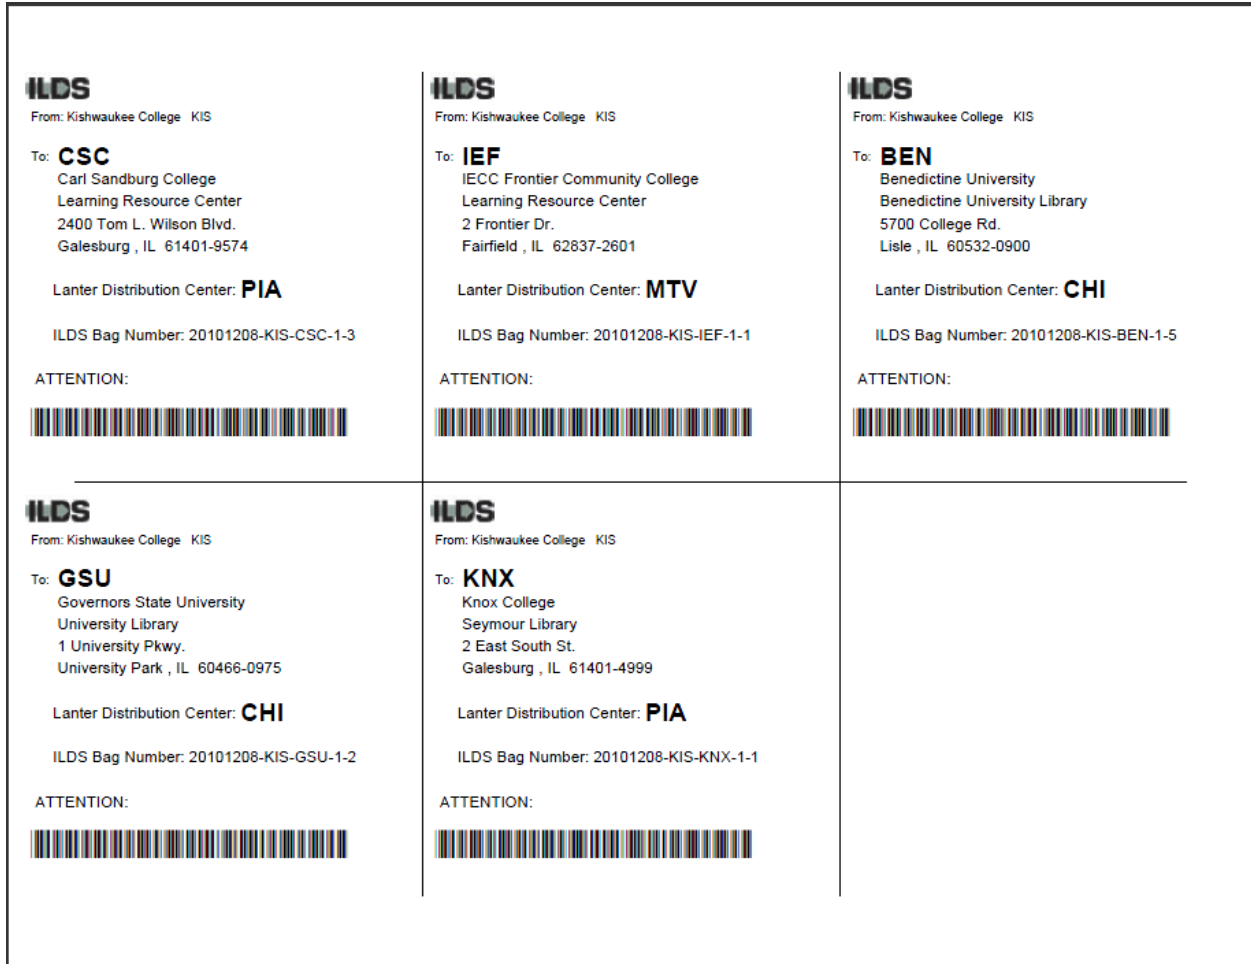 ILDS
From: Kishwaukee College KIS
To: CSC
Carl Sandburg College
Learning Resource Center
2400 Tom L. Wilson Blvd.
Galesburg , IL 61401-9574
Lanter Distribution Center: PIA
ILDS Bag Number: 20101208-KIS-CSC-1-3
ATTENTION:
ILDS
From: Kishwaukee College KIS
To: IEF
IECC Frontier Community College
Learning Resource Center
2 Frontier Dr.
Fairfield , IL 62837-2601
Lanter Distribution Center: MTV
ILDS Bag Number: 20101208-KIS-IEF-1-1
ATTENTION:
ILDS
From: Kishwaukee College KIS
To: BEN
Benedictine University
Benedictine University Library
5700 College Rd.
Lisle , IL 60532-0900
Lanter Distribution Center: CHI
ILDS Bag Number: 20101208-KIS-BEN-1-5
ATTENTION:
ILDS
From: Kishwaukee College KIS
To: GSU
Governors State University
University Library
1 University Pkwy.
University Park , IL 60466-0975
Lanter Distribution Center: CHI
ILDS Bag Number: 20101208-KIS-GSU-1-2
ATTENTION:
ILDS
From: Kishwaukee College KIS
To: KNX
Knox College
Seymour Library
2 East South St.
Galesburg , IL 61401-4999
Lanter Distribution Center: PIA
ILDS Bag Number: 20101208-KIS-KNX-1-1
ATTENTION: